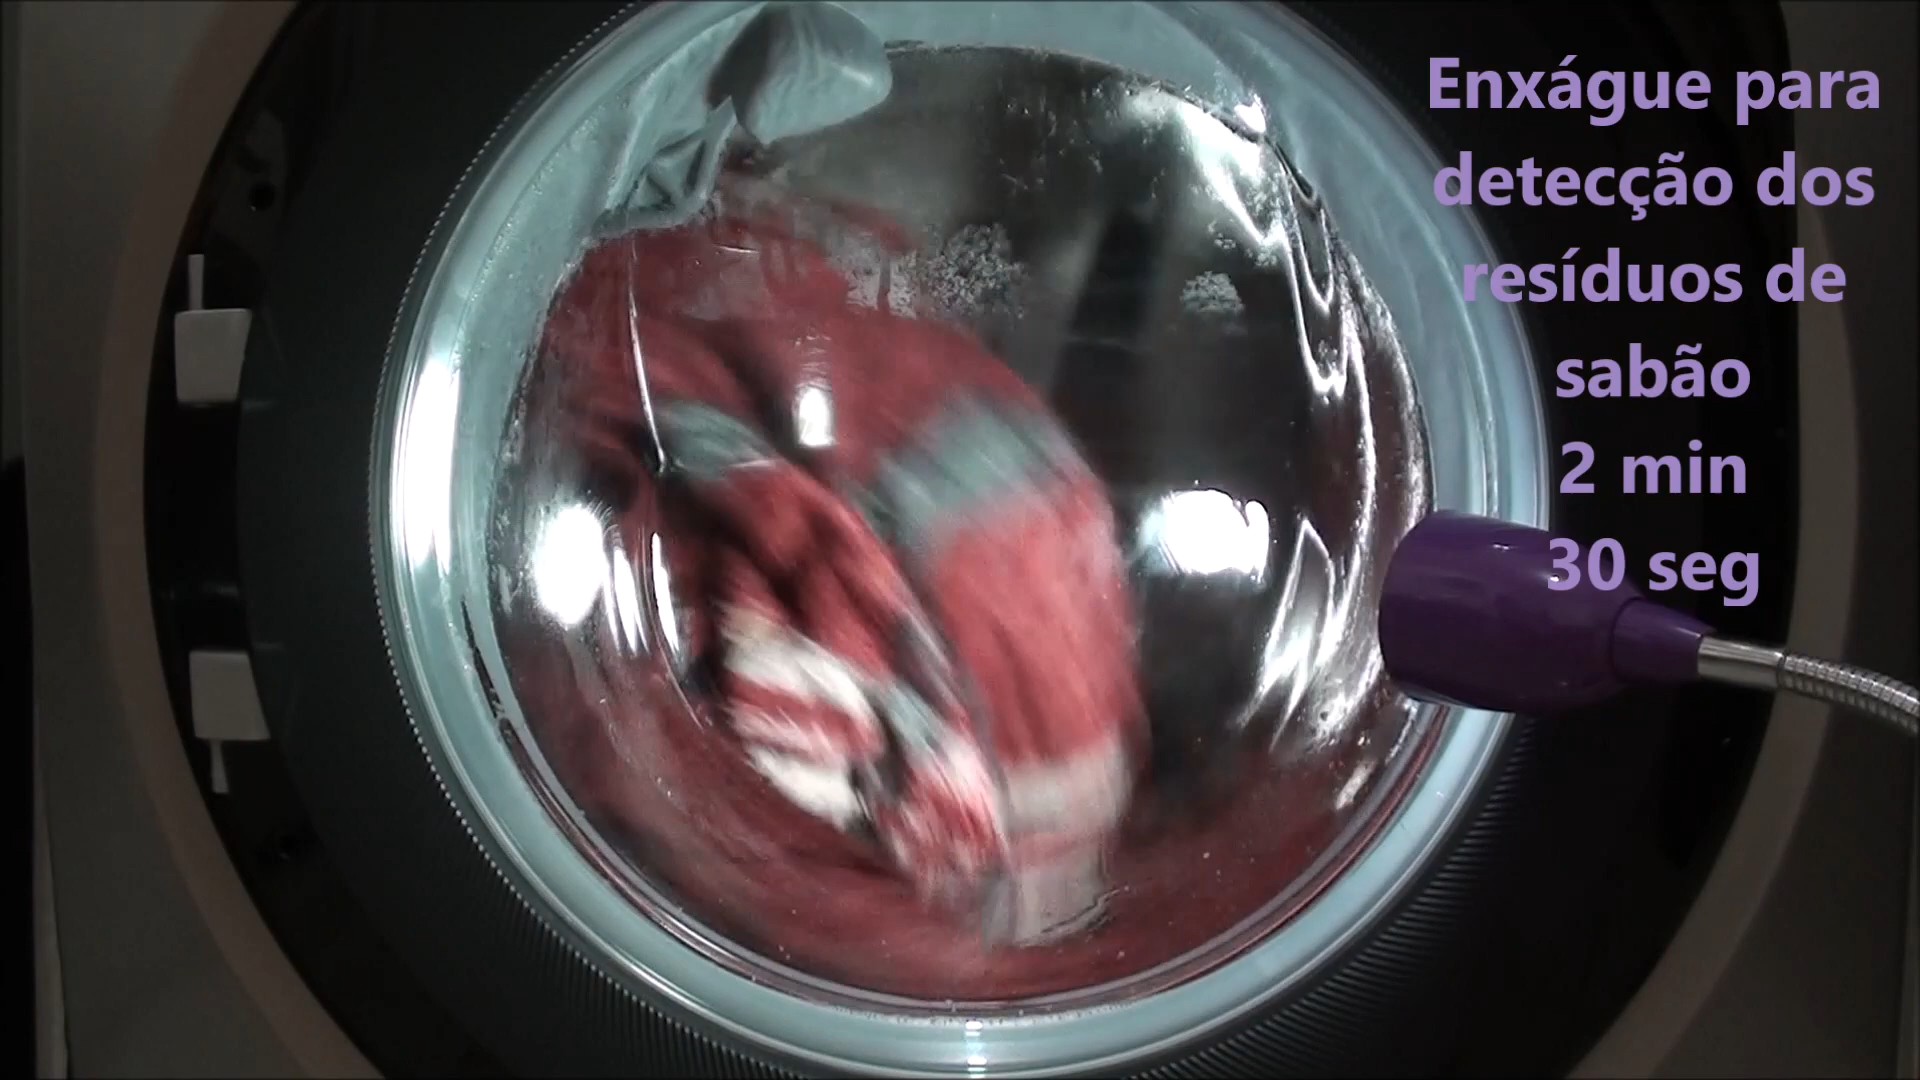 Enxágue para
detecção dos
resíduos de
sabão
2 min
30 seg